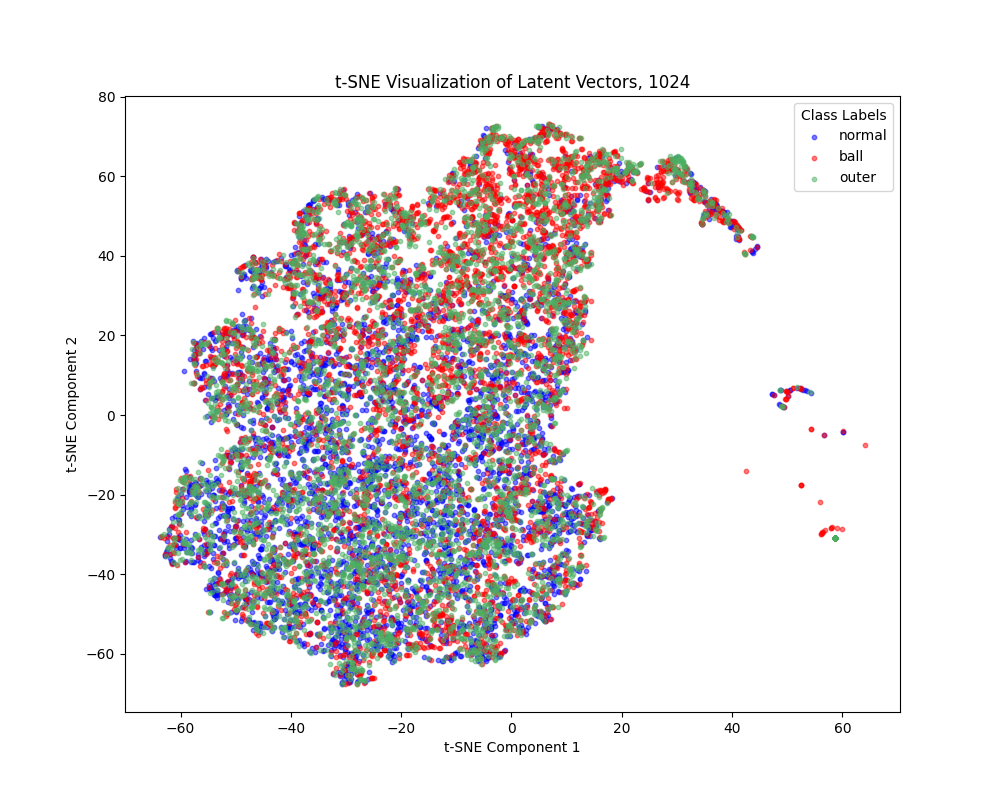 t-SNE Visualization of Latent Vectors, 1024
Class Labels
normal
ball
outer
80
60
40
20
0
−20
−40
−60
t-SNE Component 2
−60
−40
−20
0
20
40
60
t-SNE Component 1